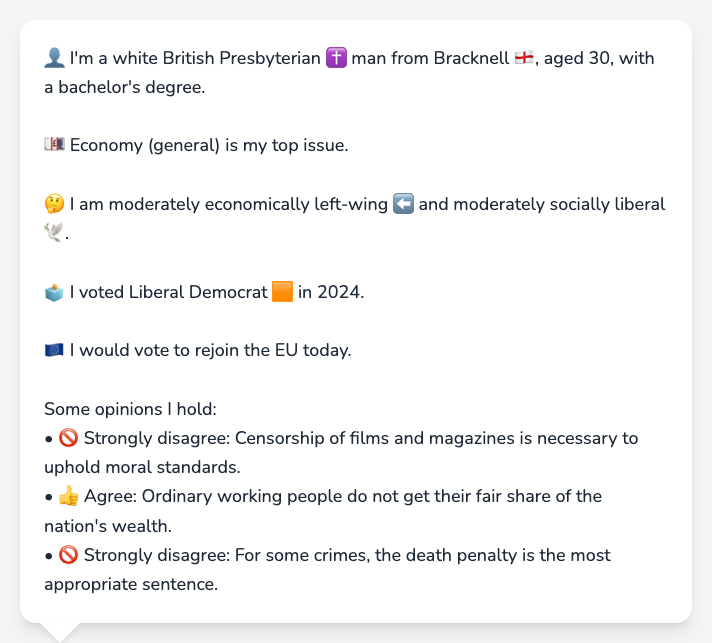 👤 I'm a white British Presbyterian ✝️ man from Bracknell 🏴󠁧󠁢󠁥󠁮󠁧󠁿, aged 30, with
a bachelor's degree.
💷 Economy (general) is my top issue.
🤔 I am moderately economically left-wing ⬅️ and moderately socially liberal
🕊️.
🗳️ I voted Liberal Democrat 🟧 in 2024.
🇪🇺 I would vote to rejoin the EU today.
Some opinions I hold:
• 🚫 Strongly disagree: Censorship of films and magazines is necessary to
uphold moral standards.
• 👍 Agree: Ordinary working people do not get their fair share of the
nation's wealth.
• 🚫 Strongly disagree: For some crimes, the death penalty is the most
appropriate sentence.